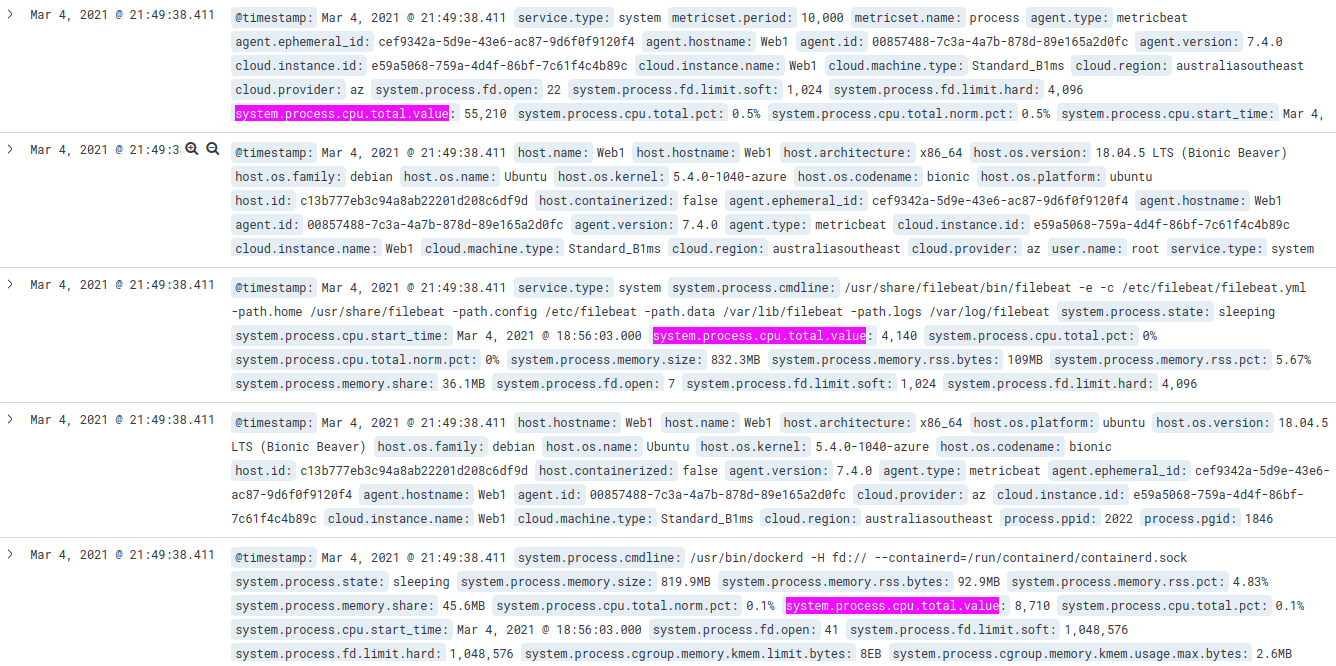 Mar 4, 2021 @ 21:49:38.411 @timestamp: Mar 4, 2021 @ 21:49:38.411 service.type: system metricset.period: 10,000 metricset.name: process agent.type: metricbeat
agent.ephemeral_id: cef9342a-5d9e-43e6-ac87-9d6f0f9120f4 agent.hostname: Web1 agent.id: 00857488-7c3a-4a7b-878d-89e165a2d0fc agent.version: 7.4.0
cloud.instance.id: e59a5068-759a-4d4f-86bf-7c61f4c4b89c cloud.instance.name: Web1 cloud.machine.type: Standard_B1ms cloud.region: australiasoutheast
cloud.provider: az system.process.fd.open: 22 system.process.fd.limit.soft: 1,024 system.process.fd.limit.hard: 4,096
system.process.cpu.total.value: 55,210 system.process.cpu.total.pct: 0.5% system.process.cpu.total.norm.pct: 0.5% system.process.cpu.start_time: Mar 4,
Mar 4, 2021 @ 21:49:3 @timestamp: Mar 4, 2021 @ 21:49:38.411 host.name: Web1 host.hostname: Web1 host.architecture: x86_64 host.os.version: 18.04.5 LTS (Bionic Beaver)
host.os.family: debian host.os.name: Ubuntu host.os.kernel: 5.4.0-1040-azure host.os.codename: bionic host.os.platform: ubuntu
host.id: c13b777eb3c94a8ab22201d208c6df9d host.containerized: false agent.ephemeral_id: cef9342a-5d9e-43e6-ac87-9d6f0f9120f4 agent.hostname: Web1
agent.id: 00857488-7c3a-4a7b-878d-89e165a2d0fc agent.version: 7.4.0 agent.type: metricbeat cloud.instance.id: e59a5068-759a-4d4f-86bf-7c61f4c4b89c
cloud.instance.name: Web1 cloud.machine.type: Standard_B1ms cloud.region: australiasoutheast cloud.provider: az user.name: root service.type: system
Mar 4, 2021 @ 21:49:38.411 @timestamp: Mar 4, 2021 @ 21:49:38.411 service.type: system system.process.cmdline: /usr/share/filebeat/bin/filebeat -e -c /etc/filebeat/filebeat.yml
-path.home /usr/share/filebeat -path.config /etc/filebeat -path.data /var/lib/filebeat -path.logs /var/log/filebeat system.process.state: sleeping
system.process.cpu.start_time: Mar 4, 2021 @ 18:56:03.000 system.process.cpu.total.value: 4,140 system.process.cpu.total.pct: 0%
system.process.cpu.total.norm.pct: 0% system.process.memory.size: 832.3MB system.process.memory.rss.bytes: 109MB system.process.memory.rss.pct: 5.67%
system.process.memory.share: 36.1MB system.process.fd.open: 7 system.process.fd.limit.soft: 1,024 system.process.fd.limit.hard: 4,096
Mar 4, 2021 @ 21:49:38.411 @timestamp: Mar 4, 2021 @ 21:49:38.411 host.hostname: Web1 host.name: Web1 host.architecture: x86_64 host.os.platform: ubuntu host.os.version: 18.04.5
LTS (Bionic Beaver) host.os.family: debian host.os.name: Ubuntu host.os.kernel: 5.4.0-1040-azure host.os.codename: bionic
host.id: c13b777eb3c94a8ab22201d208c6df9d host.containerized: false agent.version: 7.4.0 agent.type: metricbeat agent.ephemeral_id: cef9342a-5d9e-43e6-
ac87-9d6f0f9120f4 agent.hostname: Web1 agent.id: 00857488-7c3a-4a7b-878d-89e165a2d0fc cloud.provider: az cloud.instance.id: e59a5068-759a-4d4f-86bf-
7c61f4c4b89c cloud.instance.name: Web1 cloud.machine.type: Standard_B1ms cloud.region: australiasoutheast process.ppid: 2022 process.pgid: 1846
Mar 4, 2021 @ 21:49:38.411 @timestamp: Mar 4, 2021 @ 21:49:38.411 system.process.cmdline: /usr/bin/dockerd -H fd:// --containerd=/run/containerd/containerd.sock
system.process.state: sleeping system.process.memory.size: 819.9MB system.process.memory.rss.bytes: 92.9MB system.process.memory.rss.pct: 4.83%
system.process.memory.share: 45.6MB system.process.cpu.total.norm.pct: 0.1% system.process.cpu.total.value: 8,710 system.process.cpu.total.pct: 0.1%
system.process.cpu.start_time: Mar 4, 2021 @ 18:56:03.000 system.process.fd.open: 41 system.process.fd.limit.soft: 1,048,576
system.process.fd.limit.hard: 1,048,576 system.process.cgroup.memory.kmem.limit.bytes: 8EB system.process.cgroup.memory.kmem.usage.max.bytes: 2.6MB